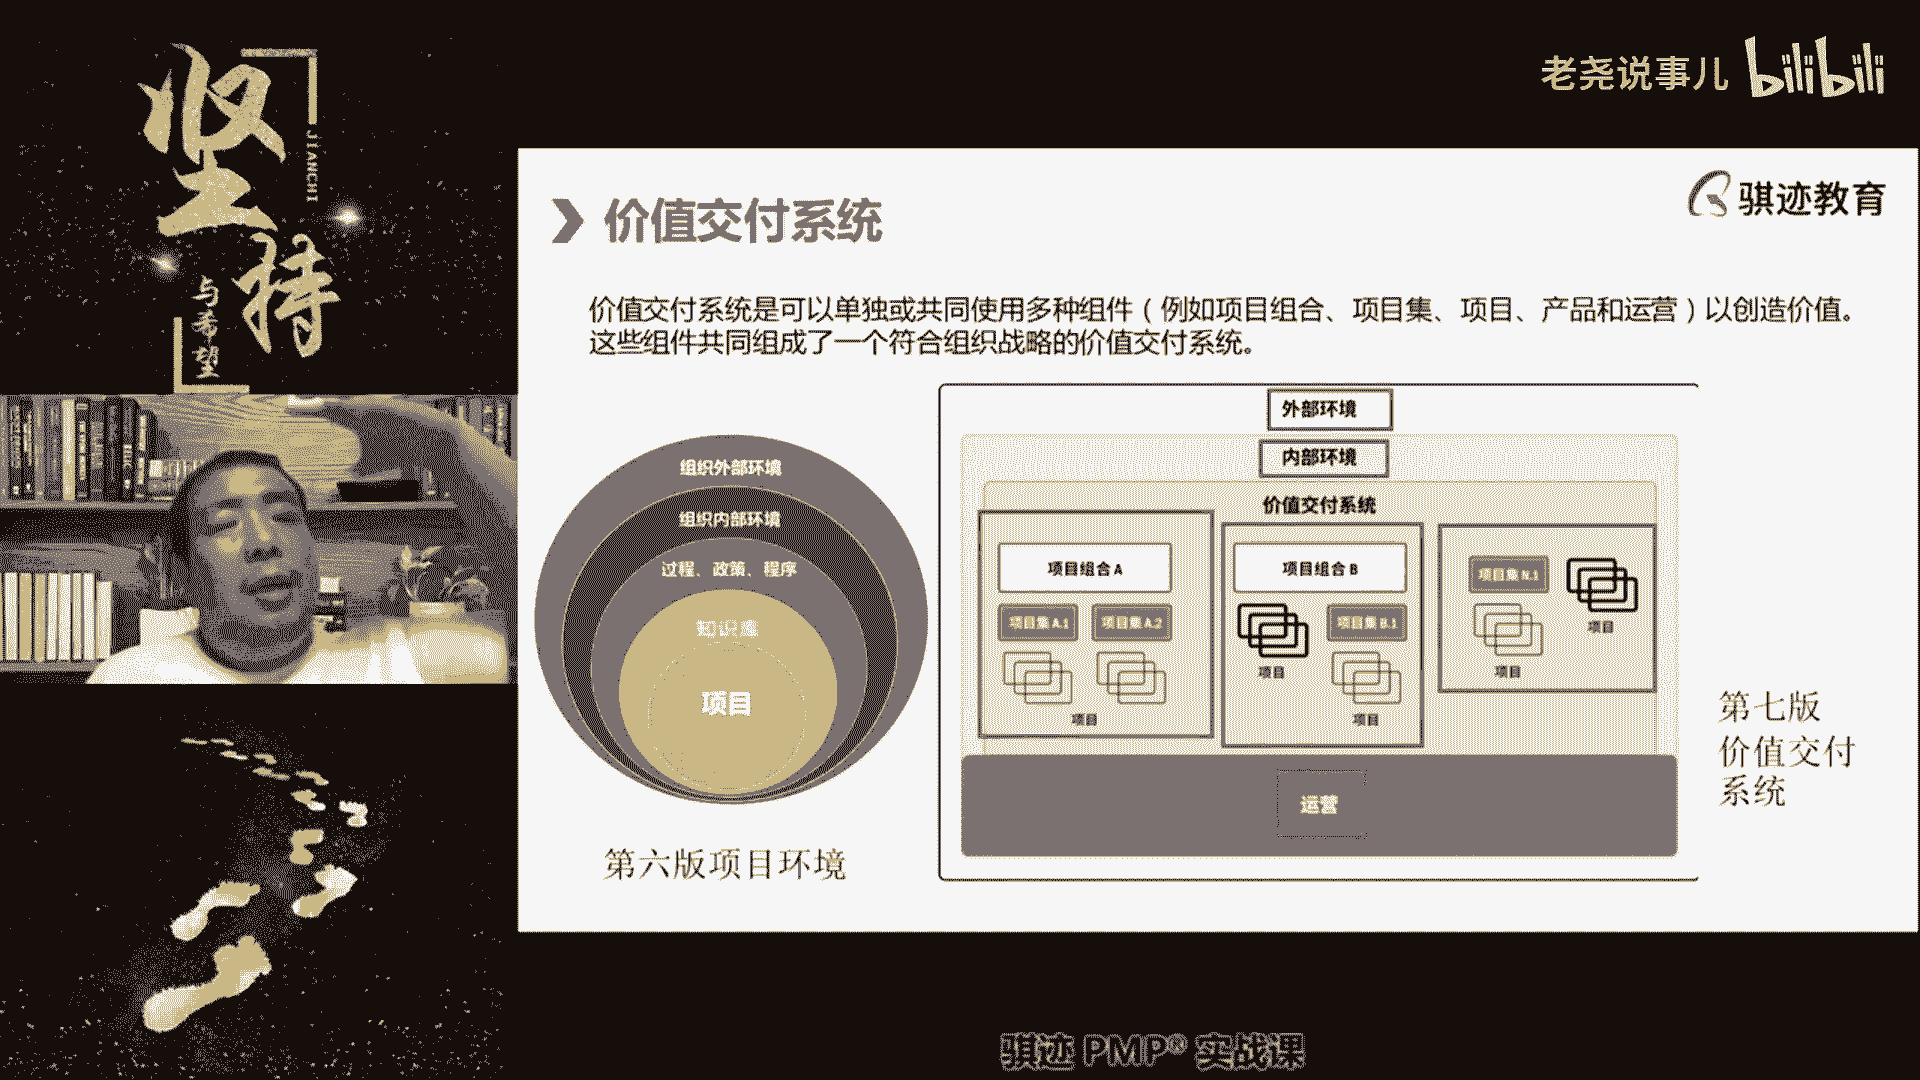 坚持
JIANCHI
与希望
老尧说事儿 bilibili
骐迹教育
价值交付系统
价值交付系统是可以单独或共同使用多种组件（例如项目组合、项目集、项目、产品和运营）以创造价值。
这些组件共同组成了一个符合组织战略的价值交付系统。
组织外部环境
组织内部环境
过程、政策、程序
知识库
项目
第六版项目环境
外部环境
内部环境
价值交付系统
项目组合 A
项目集 A.1
项目集 A.2
项目
项目组合 B
项目集 B.1
项目
项目
项目集 N.1
项目
项目
运营
第七版
价值交付
系统
骐迹 PMP® 实战课